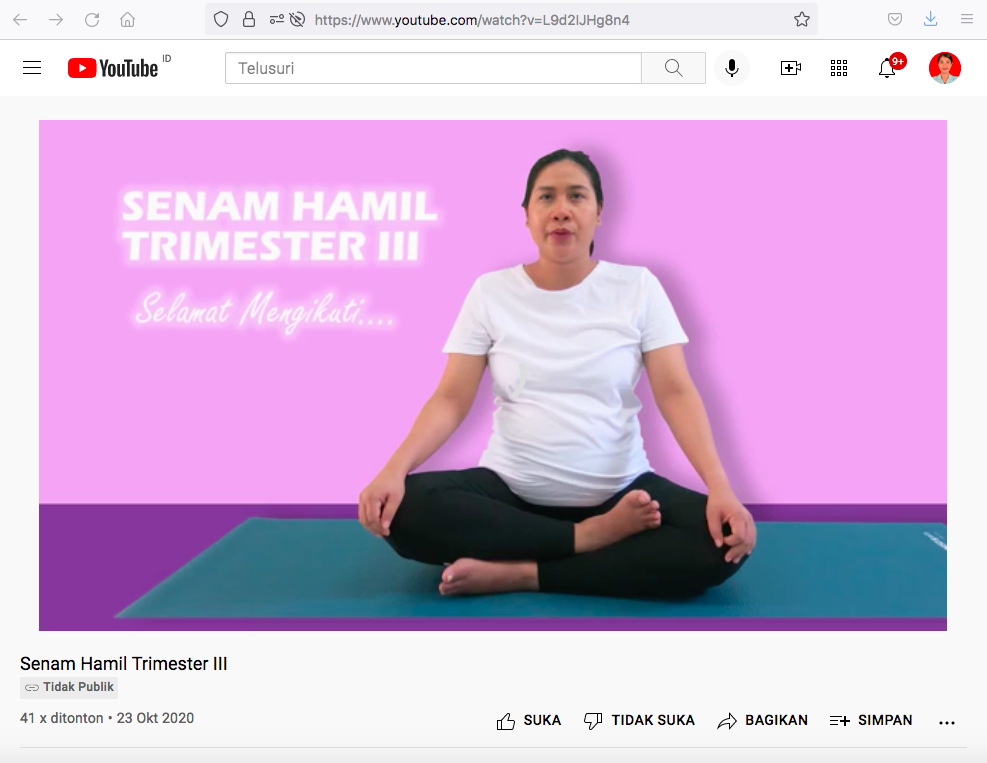 https://www.youtube.com/watch?v=L9d2lJHg8n4
YouTube ID
Telusuri
9+
SENAM HAMIL
TRIMESTER III
Selamat Mengikuti....
Senam Hamil Trimester III
Tidak Publik
41 x ditonton • 23 Okt 2020
SUKA
TIDAK SUKA
BAGIKAN
SIMPAN